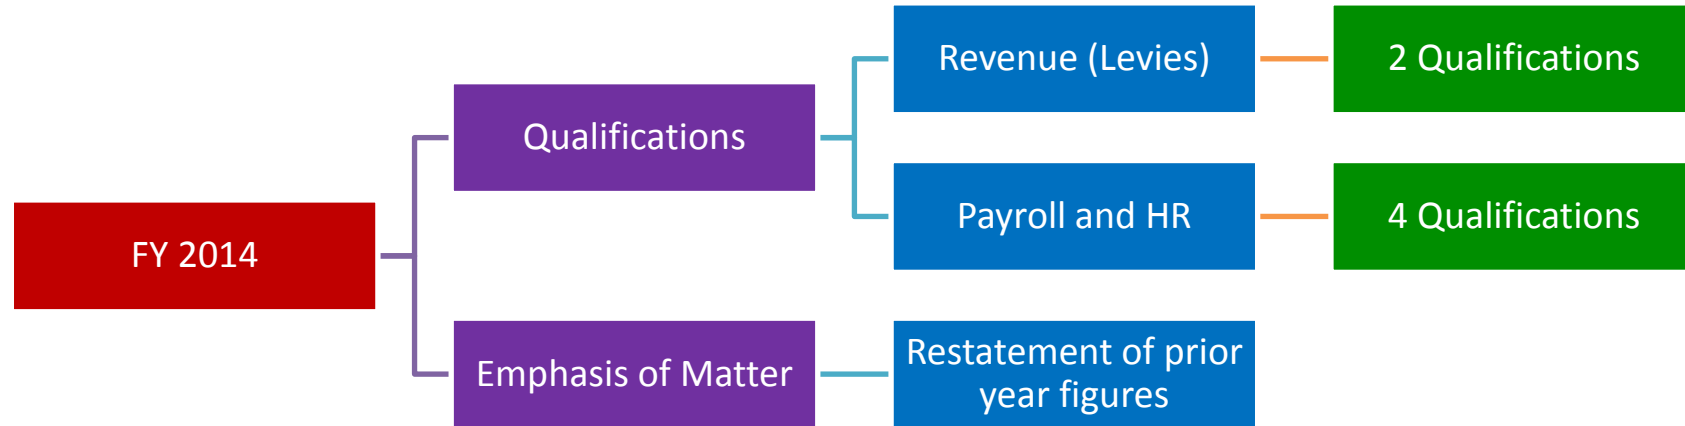 Revenue (Levies)
2 Qualifications
Qualifications
Payroll and HR
4 Qualifications
FY 2014
Emphasis of Matter
Restatement of prior
year figures